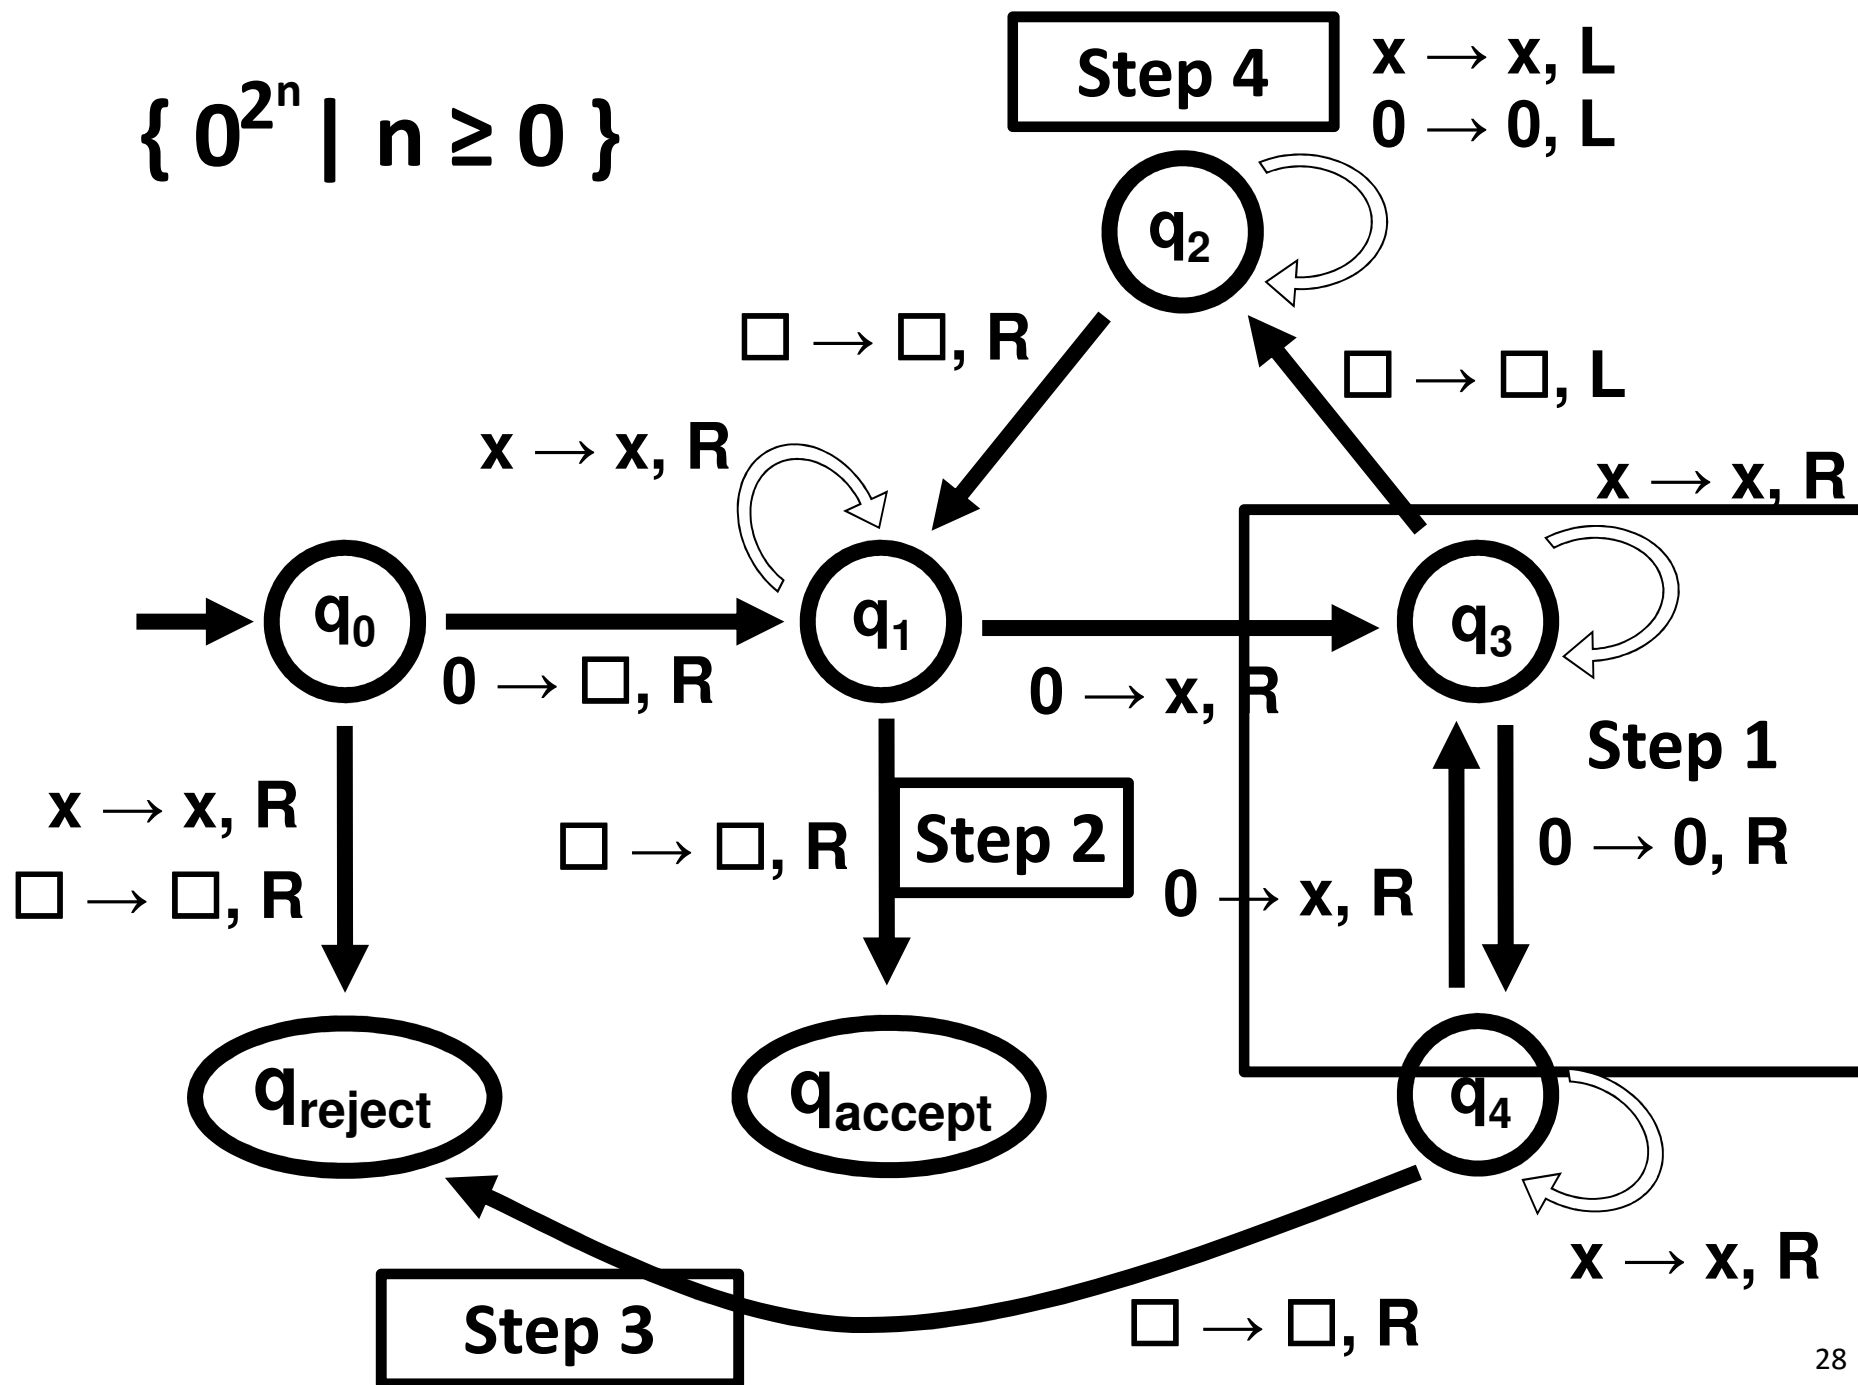 Step 4
x → x, L
0 → 0, L
{ 0^{2^n} | n ≥ 0 }
q₂
□ → □, R
□ → □, L
x → x, R
x → x, R
q₀
q₁
q₃
0 → □, R
0 → x, R
Step 1
x → x, R
□ → □, R
□ → □, R
Step 2
0 → x, R
0 → 0, R
q_reject
q_accept
q₄
x → x, R
Step 3
□ → □, R
28